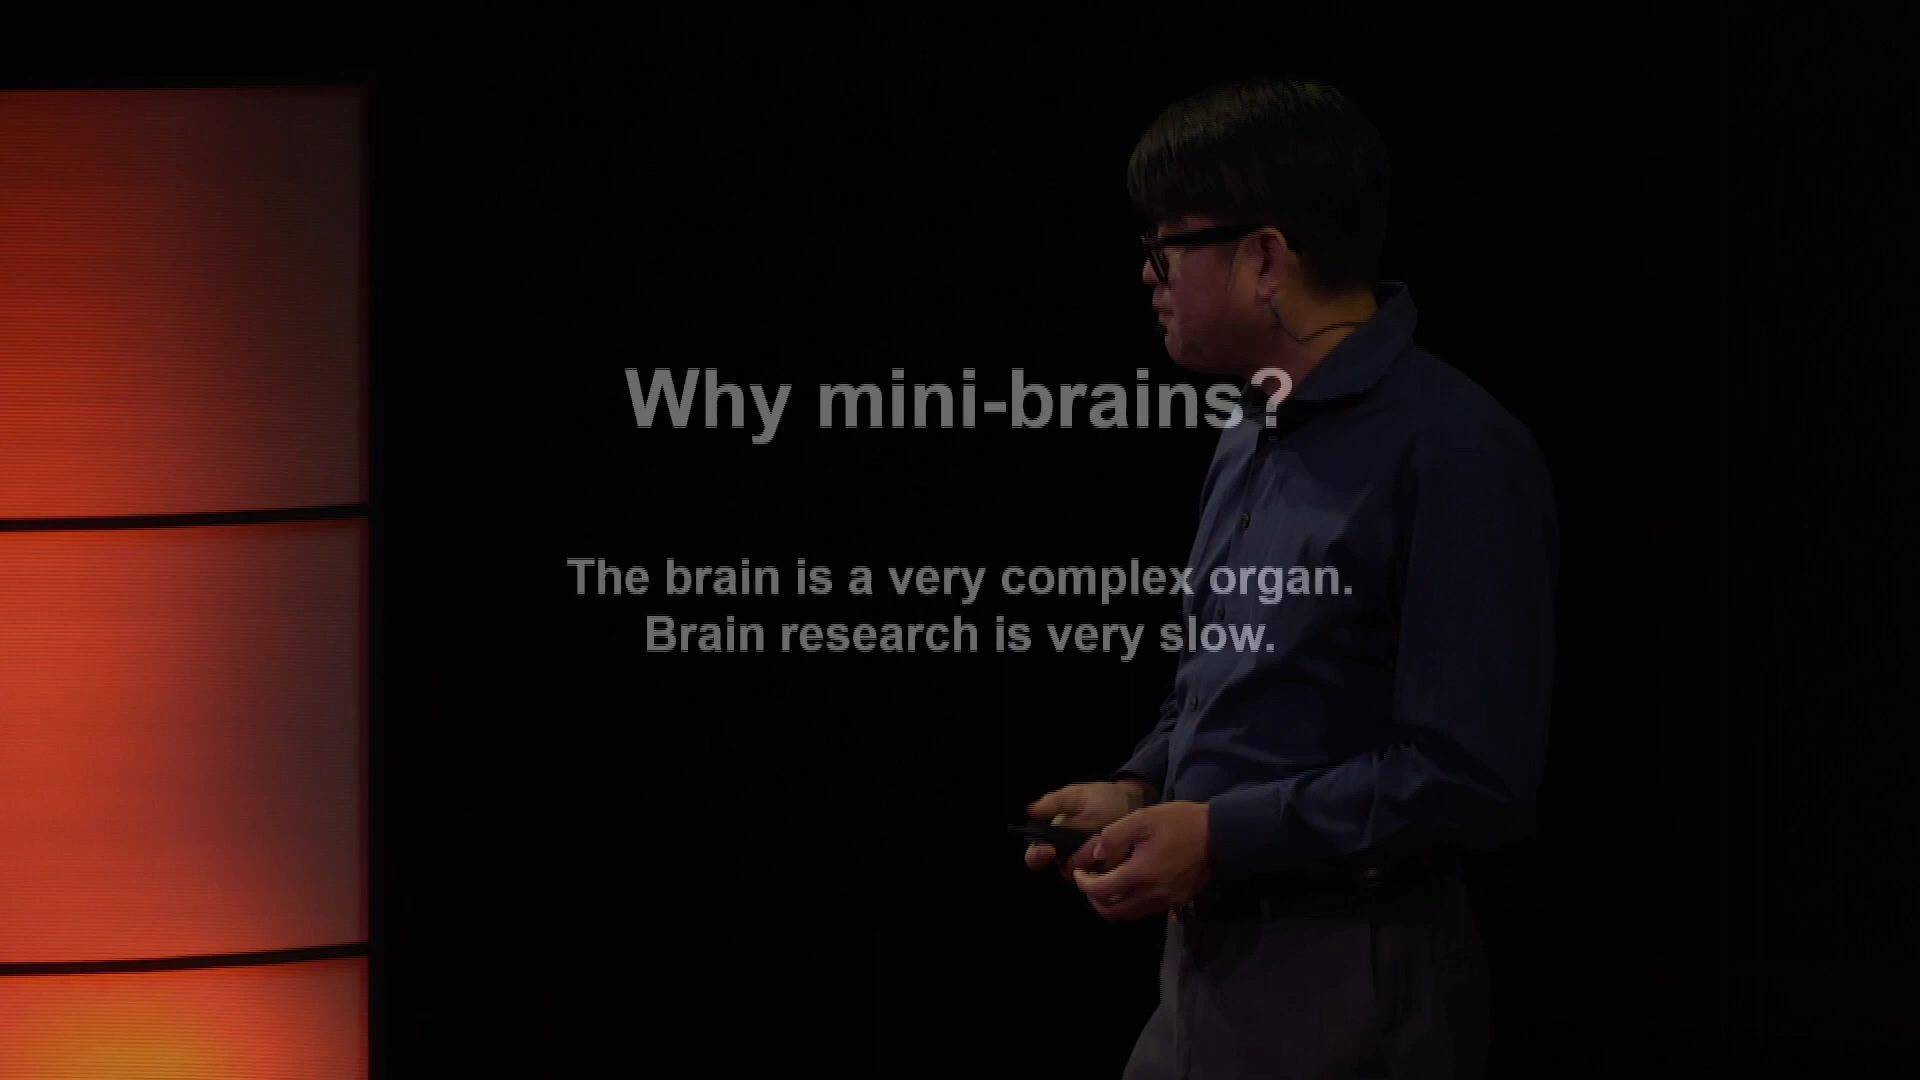 Why mini-brains?
The brain is a very complex organ.
Brain research is very slow.